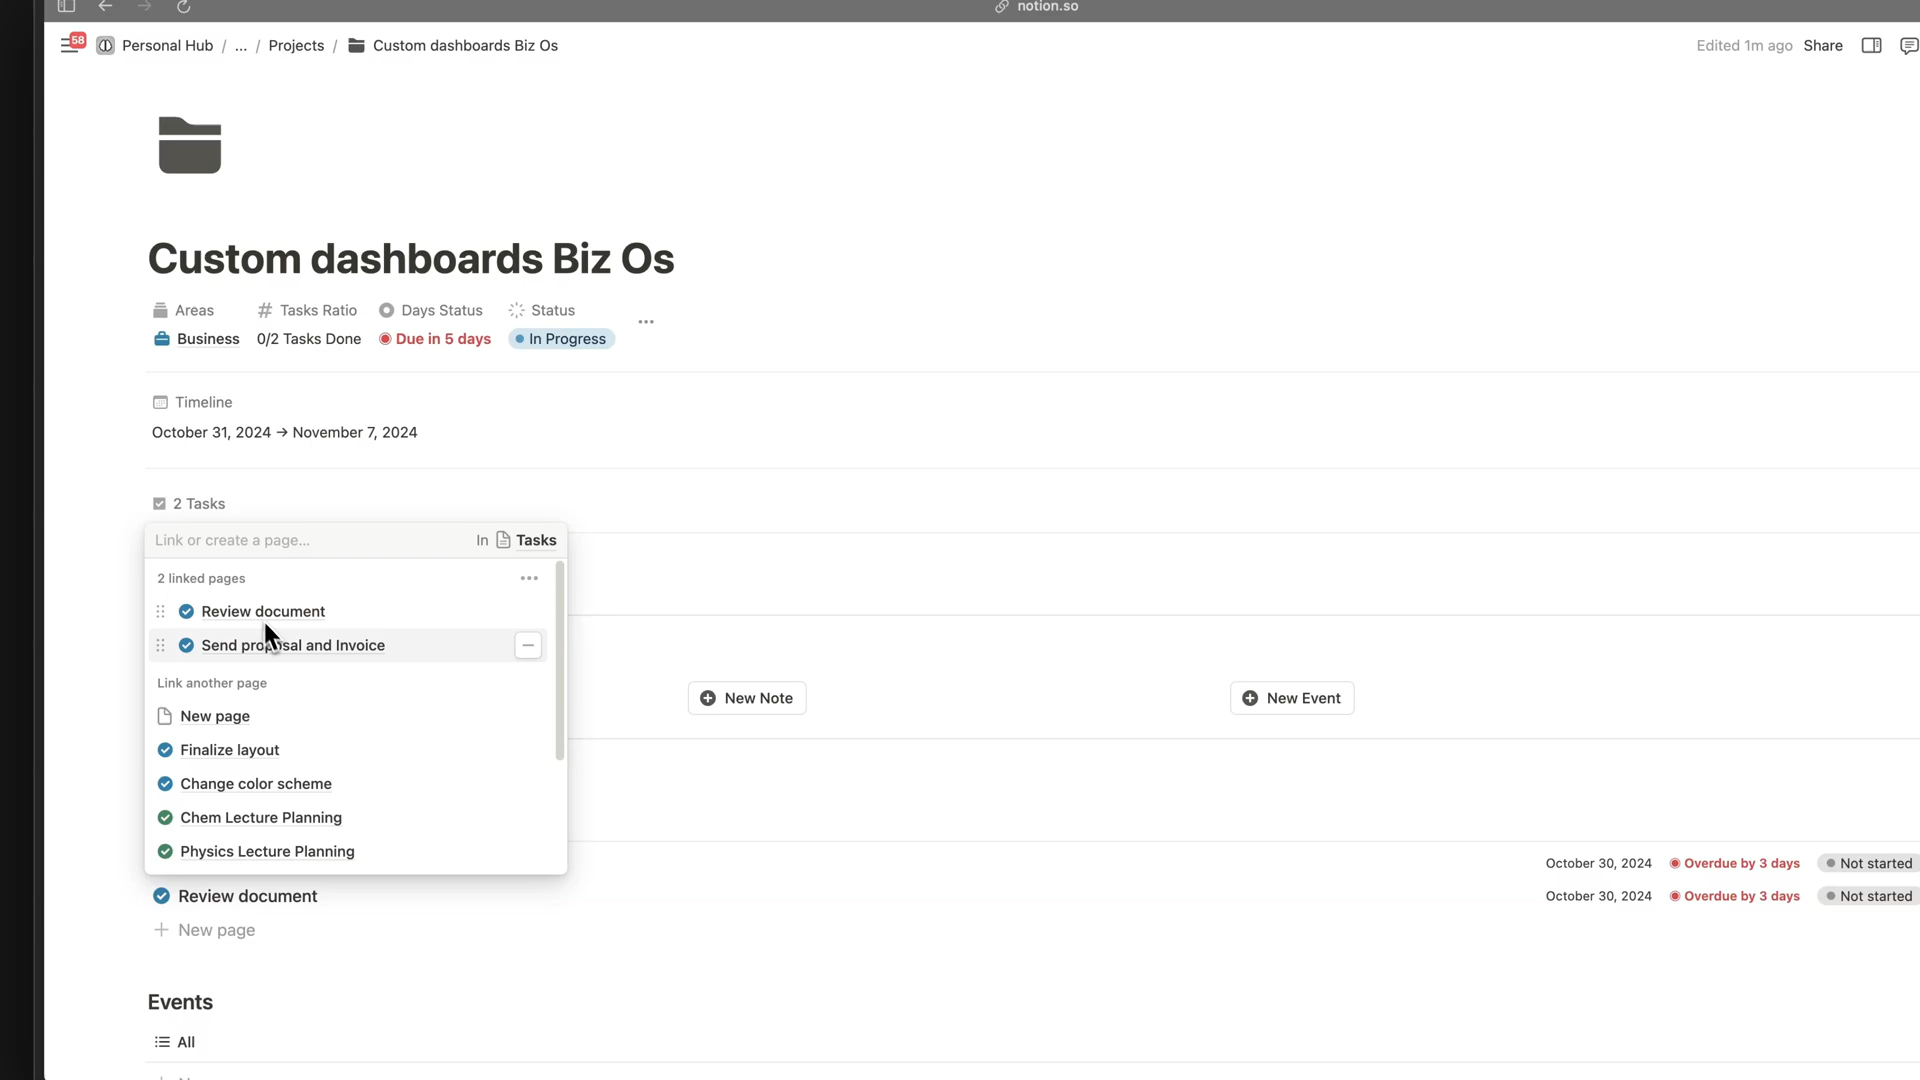 notion.so
58 Personal Hub / ... / Projects / Custom dashboards Biz Os
Edited 1m ago Share
Custom dashboards Biz Os
Areas # Tasks Ratio Days Status Status
Business 0/2 Tasks Done Due in 5 days In Progress
Timeline
October 31, 2024 → November 7, 2024
2 Tasks
Link or create a page... In Tasks
2 linked pages
Review document
Send proposal and Invoice
Link another page
New page
Finalize layout
Change color scheme
Chem Lecture Planning
Physics Lecture Planning
New Note New Event
October 30, 2024 Overdue by 3 days Not started
Review document October 30, 2024 Overdue by 3 days Not started
+ New page
Events
All